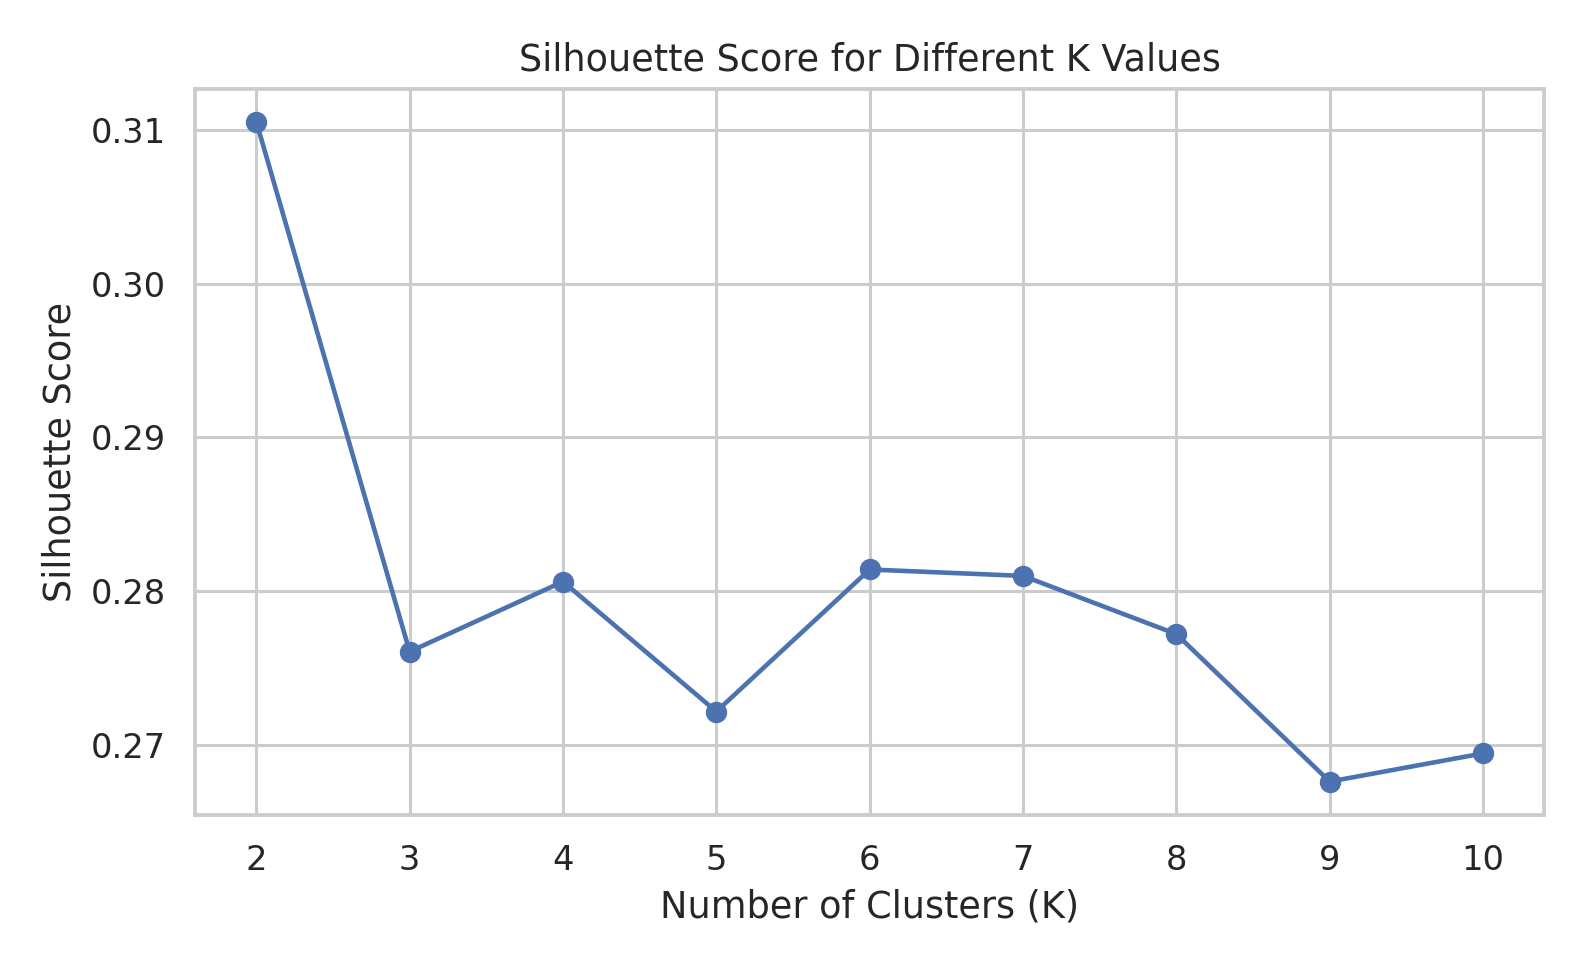 Silhouette Score for Different K Values
Silhouette Score
0.31
0.30
0.29
0.28
0.27
2 3 4 5 6 7 8 9 10
Number of Clusters (K)